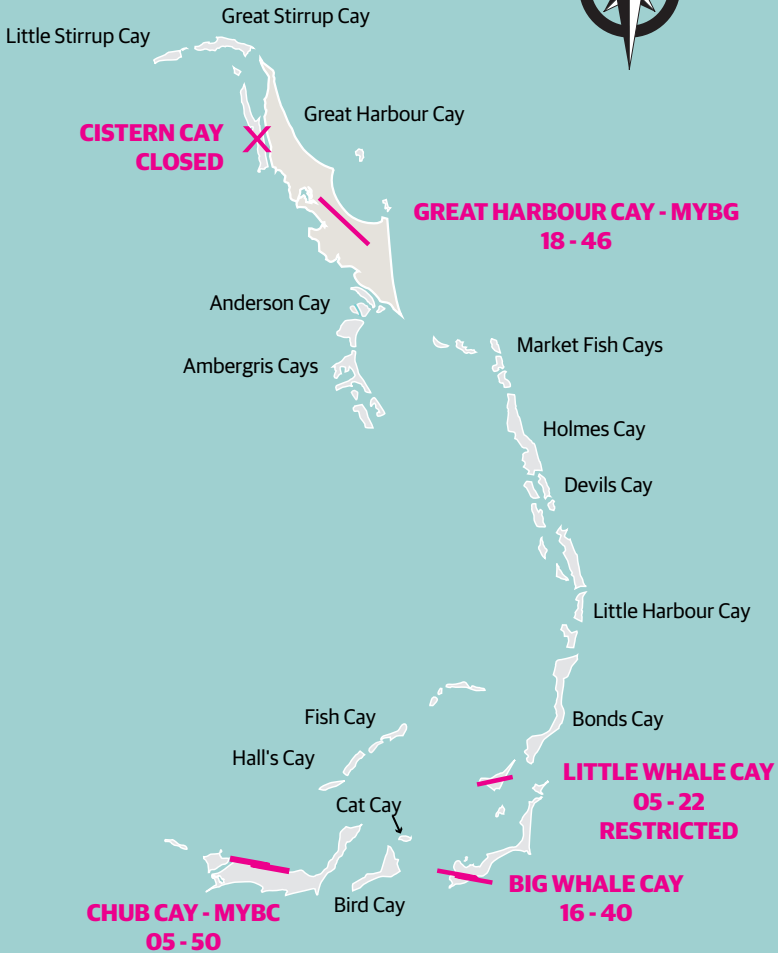 Great Stirrup Cay
Little Stirrup Cay
Great Harbour Cay
CISTERN CAY
CLOSED
GREAT HARBOUR CAY - MYBG
18 - 46
Anderson Cay
Market Fish Cays
Ambergris Cays
Holmes Cay
Devils Cay
Little Harbour Cay
Fish Cay
Bonds Cay
Hall's Cay
LITTLE WHALE CAY
05 - 22
RESTRICTED
Cat Cay
BIG WHALE CAY
16 - 40
Bird Cay
CHUB CAY - MYBC
05 - 50